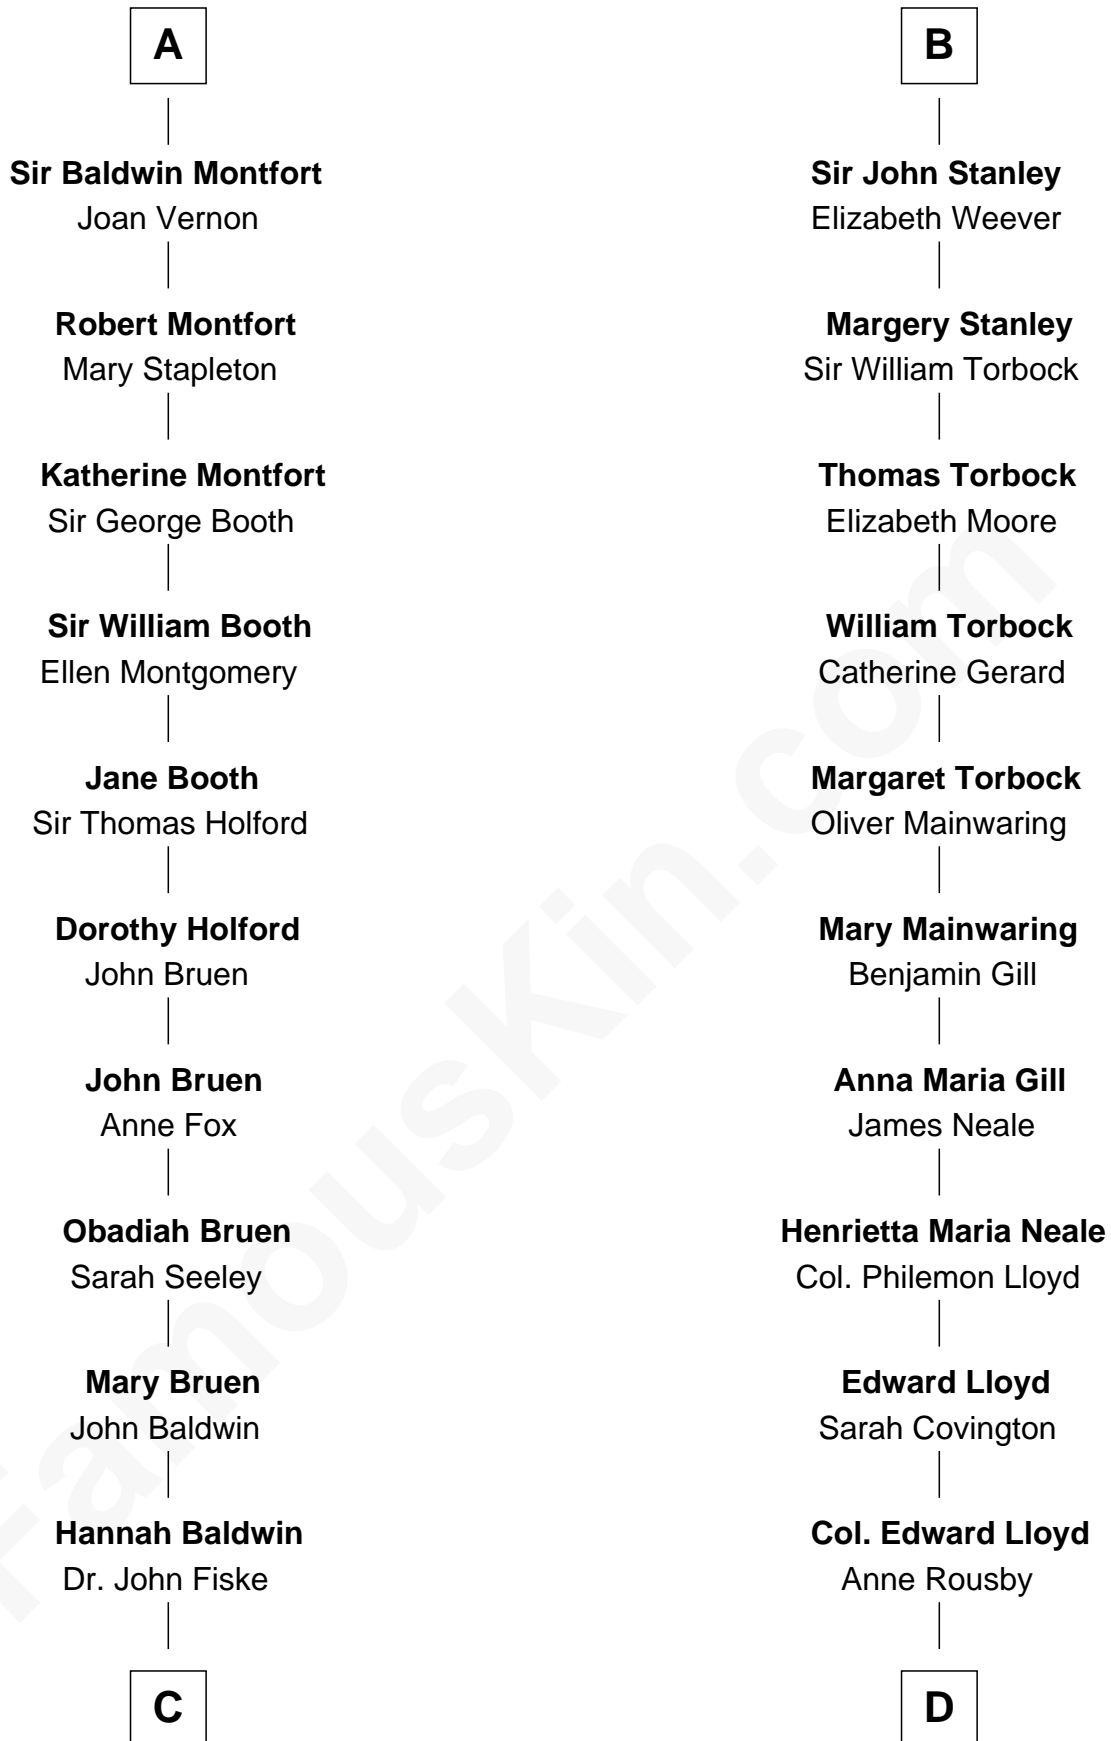 A
Sir Baldwin Montfort
Joan Vernon
Robert Montfort
Mary Stapleton
Katherine Montfort
Sir George Booth
Sir William Booth
Ellen Montgomery
Jane Booth
Sir Thomas Holford
Dorothy Holford
John Bruen
John Bruen
Anne Fox
Obadiah Bruen
Sarah Seeley
Mary Bruen
John Baldwin
Hannah Baldwin
Dr. John Fiske
C
B
Sir John Stanley
Elizabeth Weever
Margery Stanley
Sir William Torbock
Thomas Torbock
Elizabeth Moore
William Torbock
Catherine Gerard
Margaret Torbock
Oliver Mainwaring
Mary Mainwaring
Benjamin Gill
Anna Maria Gill
James Neale
Henrietta Maria Neale
Col. Philemon Lloyd
Edward Lloyd
Sarah Covington
Col. Edward Lloyd
Anne Rousby
D
FamousKin.com